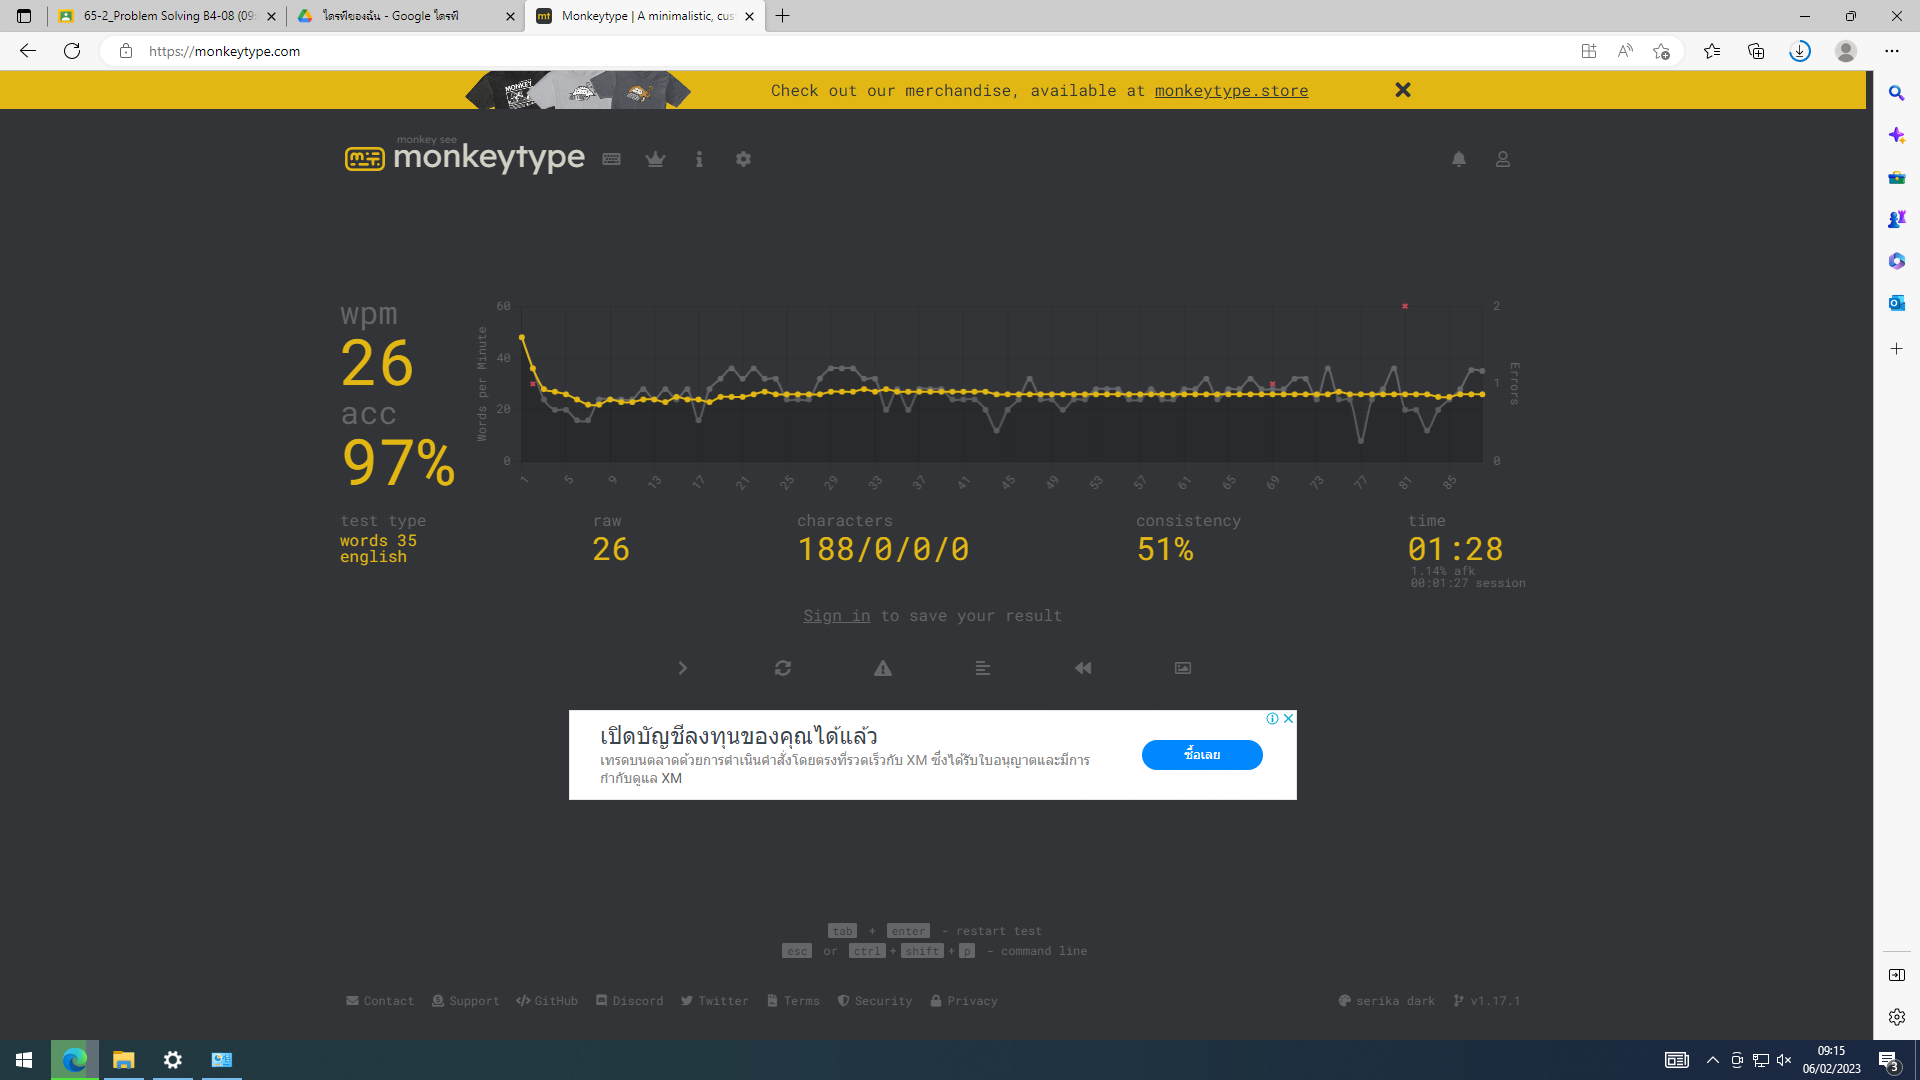 65-2_Problem Solving B4-08 (09:
ไดรฟ์ของฉัน - Google ไดรฟ์
mt Monkeytype | A minimalistic, cus
https://monkeytype.com
Check out our merchandise, available at monkeytype.store
monkey see
monkeytype
wpm
26
acc
97%
Words per Minute
60
40
20
0
2
1
0
Errors
1 5 9 13 17 21 25 29 33 37 41 45 49 53 57 61 65 69 73 77 81 85
test type
words 35
english
raw
26
characters
188/0/0/0
consistency
51%
time
01:28
1.14% afk
00:01:27 session
Sign in to save your result
เปิดบัญชีลงทุนของคุณได้แล้ว
เทรดบนตลาดด้วยการดำเนินคำสั่งโดยตรงที่รวดเร็วกับ XM ซึ่งได้รับใบอนุญาตและมีการ
กำกับดูแล XM
ซื้อเลย
tab + enter - restart test
esc or ctrl + shift + p - command line
Contact Support GitHub Discord Twitter Terms Security Privacy
serika dark v1.17.1
09:15
06/02/2023
3